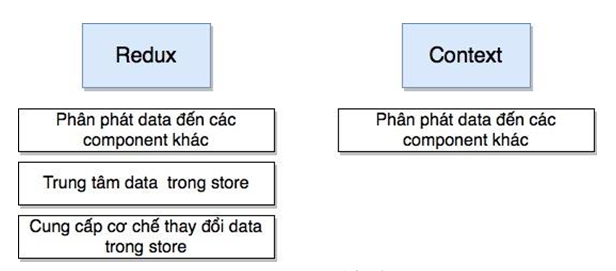 Redux
Phân phát data đến các
component khác
Trung tâm data trong store
Cung cấp cơ chế thay đổi data
trong store
Context
Phân phát data đến các
component khác